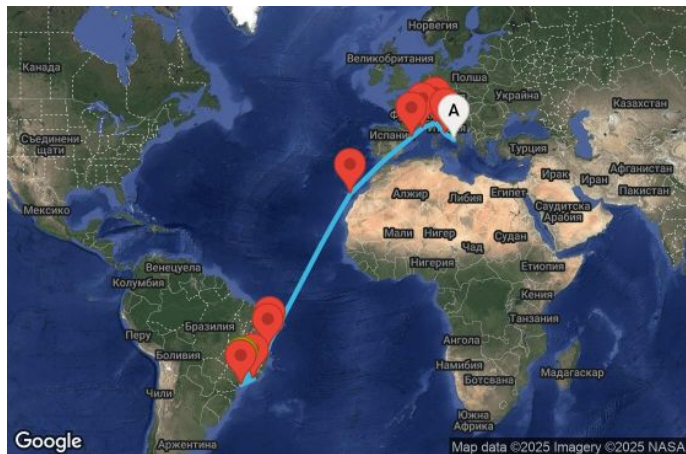 Норвегия
Канада
Великобритания
Полша
Украйна
Казахстан
A
Испани
Съединени
щати
Турция
Мексико
Алжир
Либия
Египет
Ирак
Иран
Афганистан
Пакистан
Саудитска
Арабия
Мали
Нигер
Чад
Судан
Венецуела
Колумбия
Нигерия
Етиопия
Кения
Перу
Бразилия
Танзания
Боливия
Ангола
Намибия
Ботсвана
Мадагаскар
Чили
Южна
Африка
Аржентина
Google
Map data ©2025 Imagery ©2025 NASA